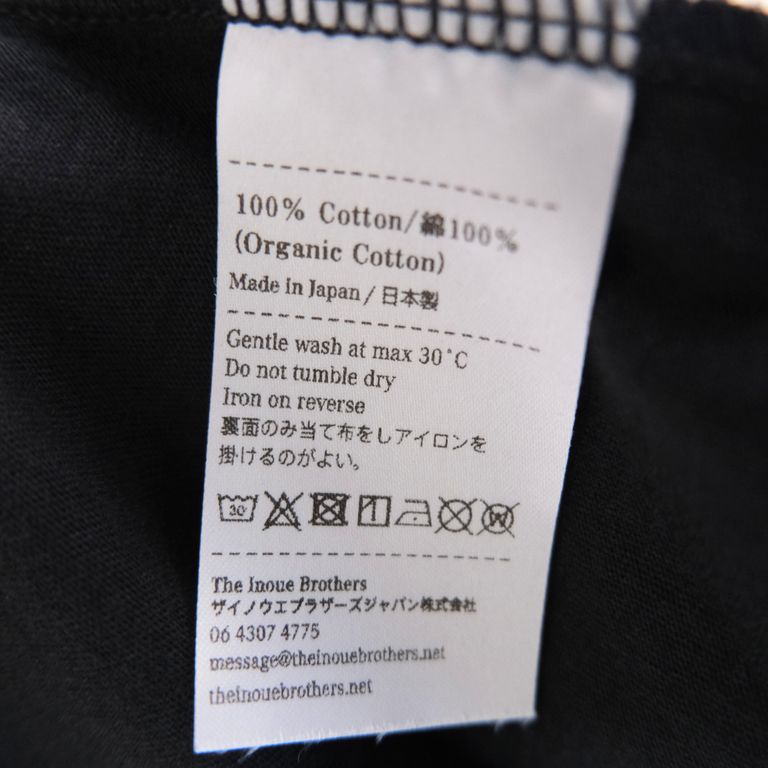 100% Cotton/綿100%
(Organic Cotton)
Made in Japan / 日本製
Gentle wash at max 30°C
Do not tumble dry
Iron on reverse
裏面のみ当て布をしアイロンを
掛けるのがよい。
30 W
The Inoue Brothers
ザイノウエブラザーズジャパン株式会社
06 4307 4775
message@theinouebrothers.net
theinouebrothers.net